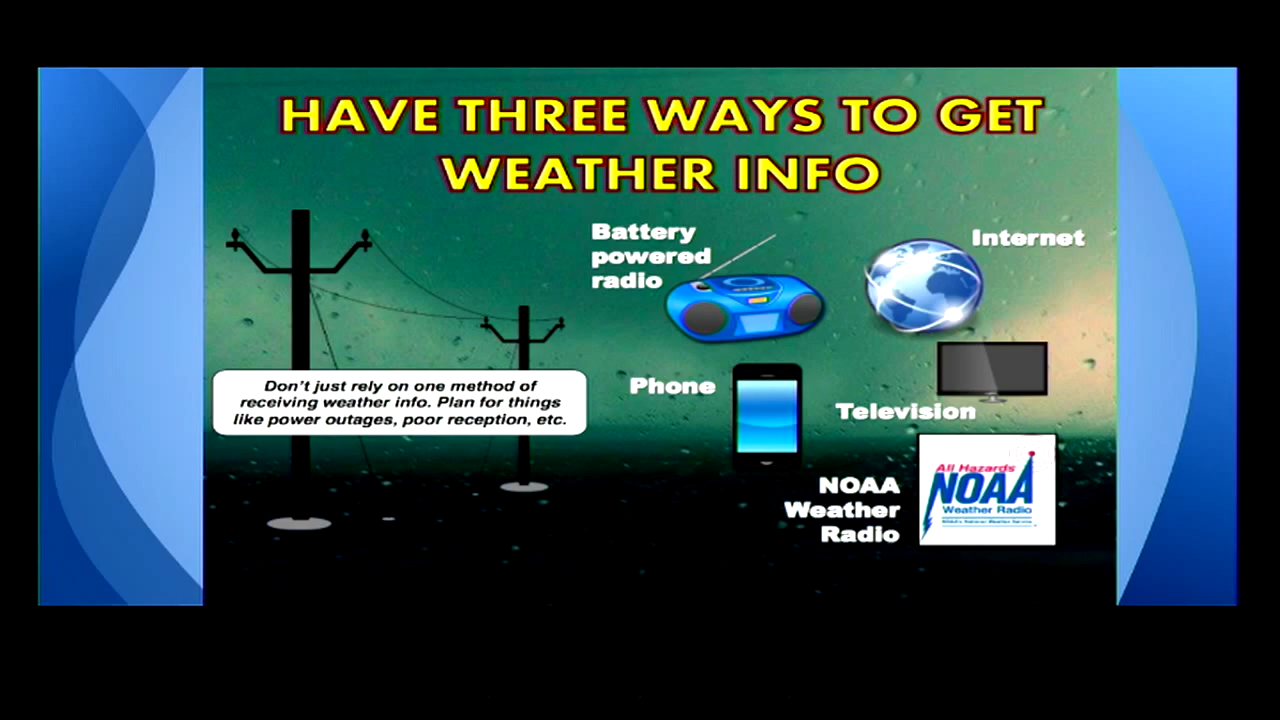 HAVE THREE WAYS TO GET
WEATHER INFO
Battery
powered
radio
Internet
Don't just rely on one method of
receiving weather info. Plan for things
like power outages, poor reception, etc.
Phone
Television
NOAA
Weather
Radio
All Hazards
NOAA
Weather Radio